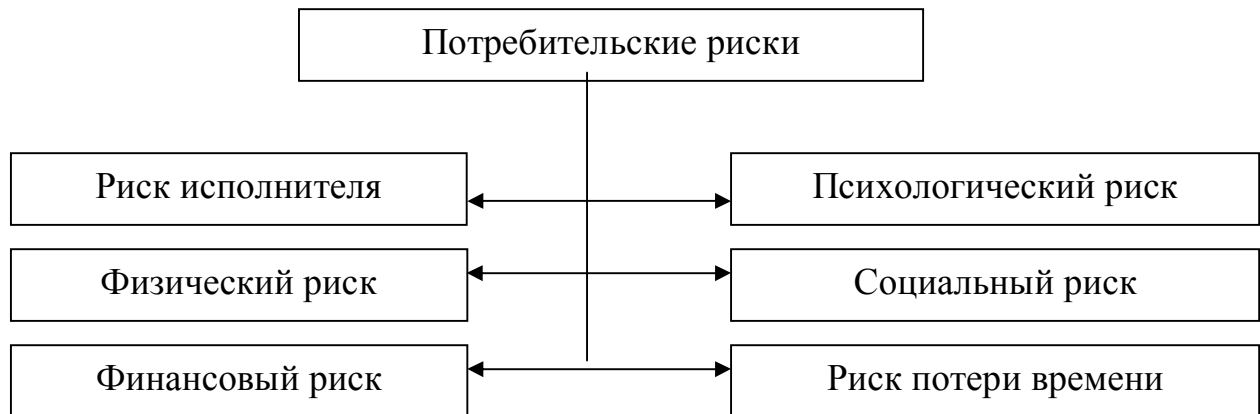 Потребительские риски
Риск исполнителя
Психологический риск
Физический риск
Социальный риск
Финансовый риск
Риск потери времени